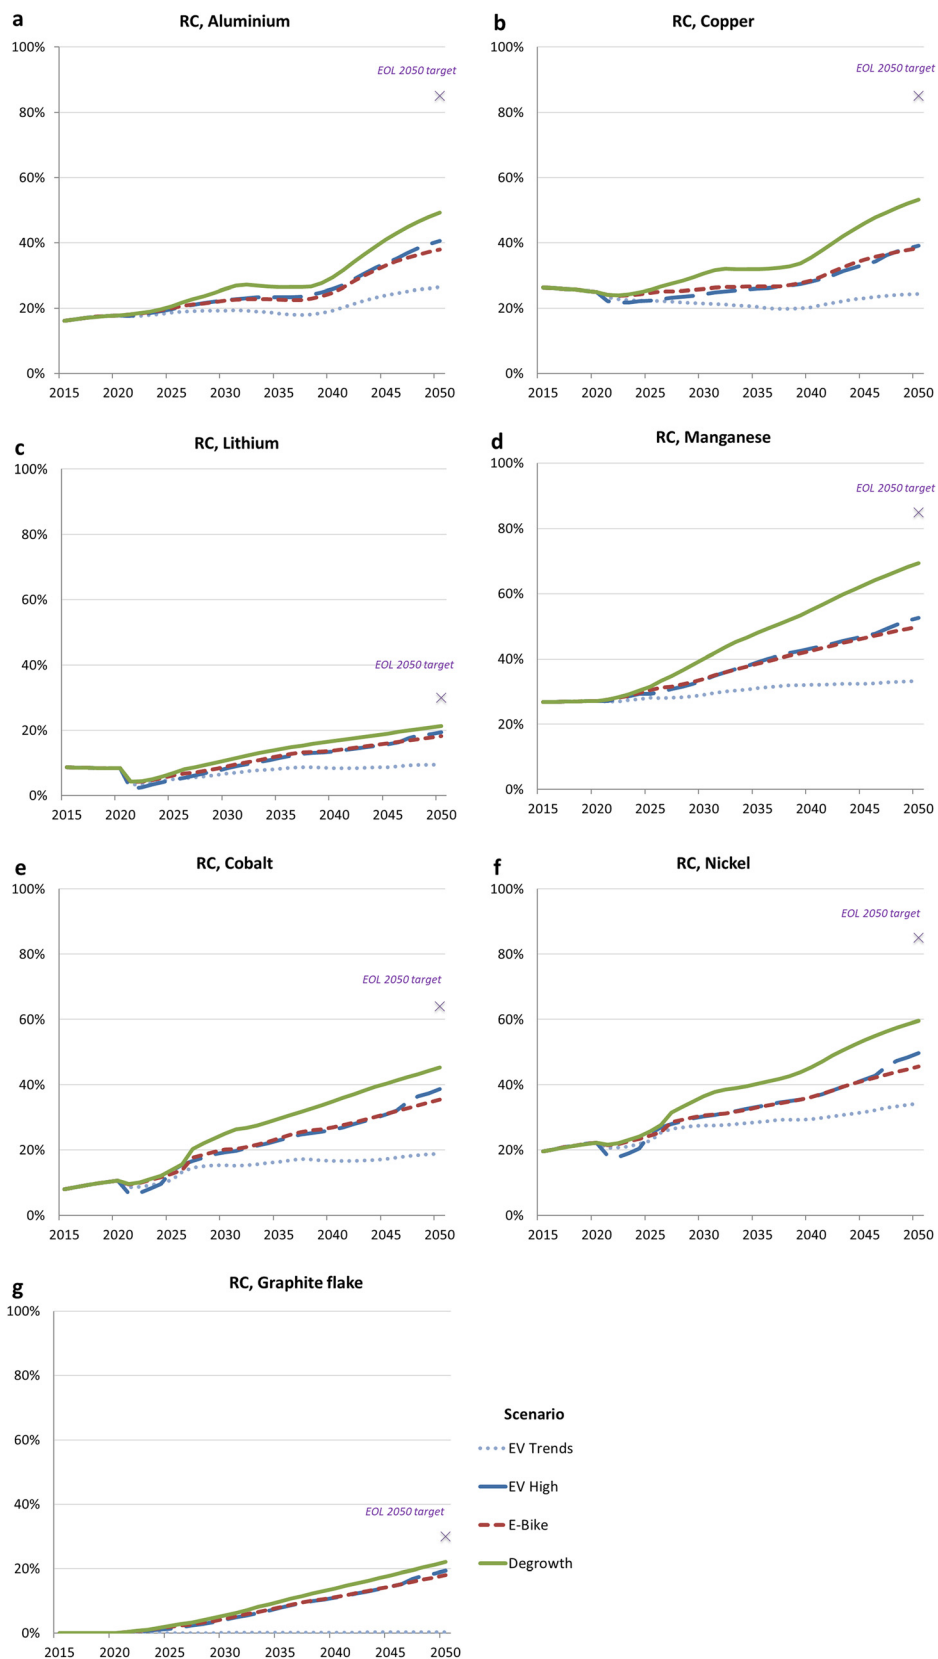 a
RC, Aluminium
100%
80%
60%
40%
20%
0%
EOL 2050 target
2015 2020 2025 2030 2035 2040 2045 2050
b
RC, Copper
100%
80%
60%
40%
20%
0%
EOL 2050 target
2015 2020 2025 2030 2035 2040 2045 2050
c
RC, Lithium
100%
80%
60%
40%
20%
0%
EOL 2050 target
2015 2020 2025 2030 2035 2040 2045 2050
d
RC, Manganese
100%
80%
60%
40%
20%
0%
EOL 2050 target
2015 2020 2025 2030 2035 2040 2045 2050
e
RC, Cobalt
100%
80%
60%
40%
20%
0%
EOL 2050 target
2015 2020 2025 2030 2035 2040 2045 2050
f
RC, Nickel
100%
80%
60%
40%
20%
0%
EOL 2050 target
2015 2020 2025 2030 2035 2040 2045 2050
g
RC, Graphite flake
100%
80%
60%
40%
20%
0%
EOL 2050 target
2015 2020 2025 2030 2035 2040 2045 2050
Scenario
EV Trends
EV High
E-Bike
Degrowth